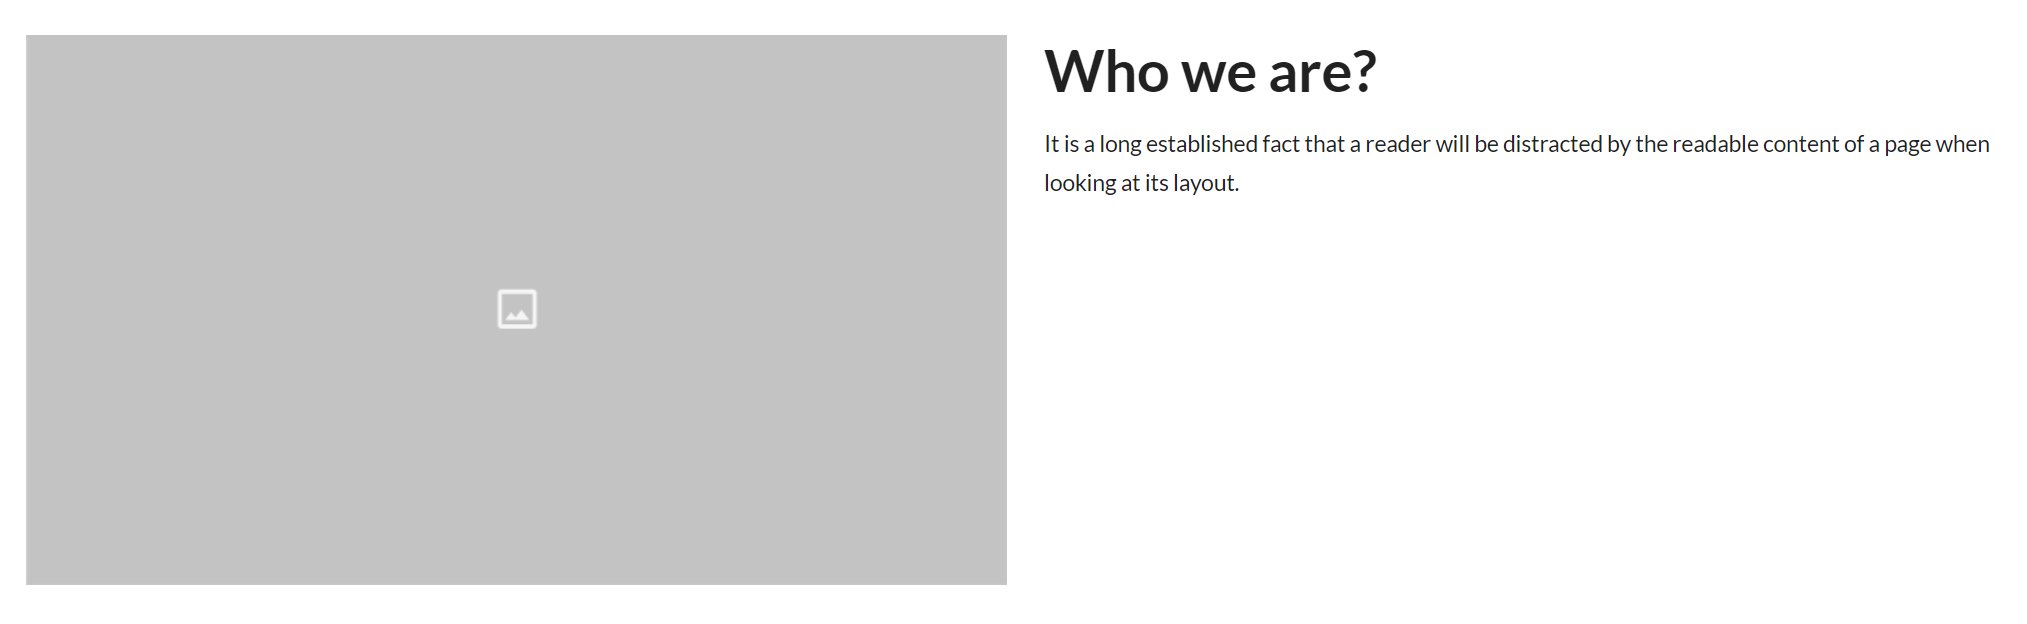 Who we are?
It is a long established fact that a reader will be distracted by the readable content of a page when
looking at its layout.